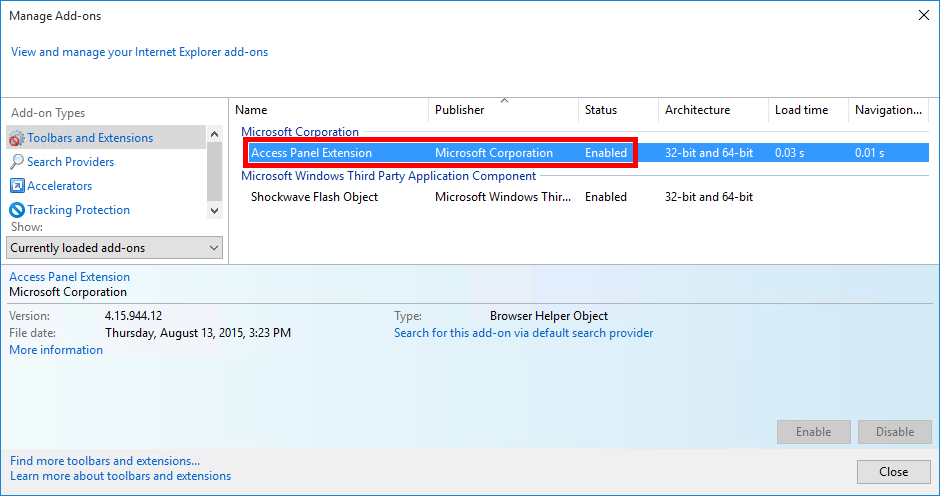 Manage Add-ons
View and manage your Internet Explorer add-ons
Add-on Types
Toolbars and Extensions
Search Providers
Accelerators
Tracking Protection
Show:
Currently loaded add-ons
Name Publisher Status Architecture Load time Navigation...
Microsoft Corporation
Access Panel Extension Microsoft Corporation Enabled 32-bit and 64-bit 0.03 s 0.01 s
Microsoft Windows Third Party Application Component
Shockwave Flash Object Microsoft Windows Thir... Enabled 32-bit and 64-bit
Access Panel Extension
Microsoft Corporation
Version: 4.15.944.12 Type: Browser Helper Object
File date: Thursday, August 13, 2015, 3:23 PM Search for this add-on via default search provider
More information
Enable Disable
Find more toolbars and extensions...
Learn more about toolbars and extensions
Close